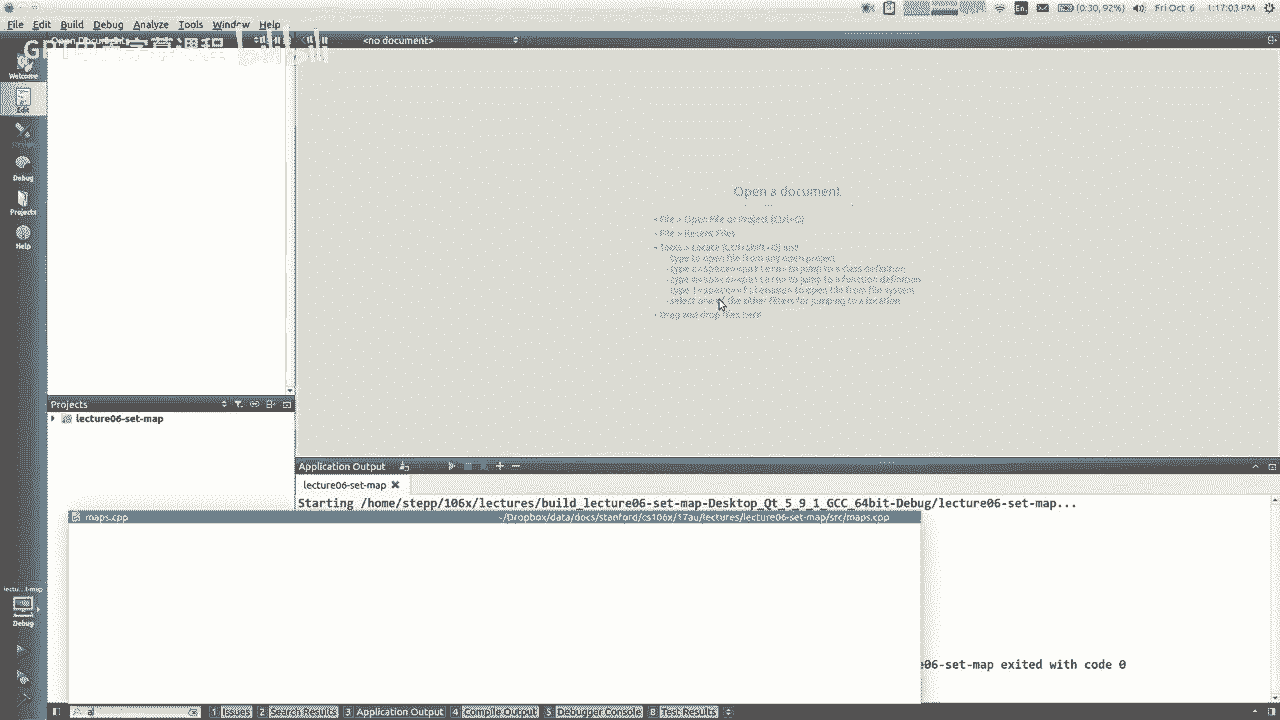 File Edit Build Debug Analyze Tools Window Help
En (0:30, 92%) Fri Oct 6 1:17:03 PM
GPT中英字幕课程 bilibili
<no document>
Welcome
Edit
Debug
Projects
Help
Open a document
• File > Open File or Project (Ctrl+O)
• File > Recent Files
• Tools > Locate (Ctrl+Shift+O) and
- type to open file from any open project
- type c<space><pattern> to jump to a class definition
- type m<space><pattern> to jump to a function definition
- type f<space><filename> to open file from file system
- select one of the other filters for jumping to a location
• Drag and drop files here
Projects
lecture06-set-map
Application Output
lecture06-set-map
Starting /home/stepp/106x/lectures/build_lecture06-set-map-Desktop_Qt_5_9_1_GCC_64bit-Debug/lecture06-set-map...
maps.cpp ~/Dropbox/data/docs/stanford/cs106x/17au/lectures/lecture06-set-map/src/maps.cpp
e06-set-map exited with code 0
Debug
al
1 Issues 2 Search Results 3 Application Output 4 Compile Output 5 Debugger Console 8 Test Results